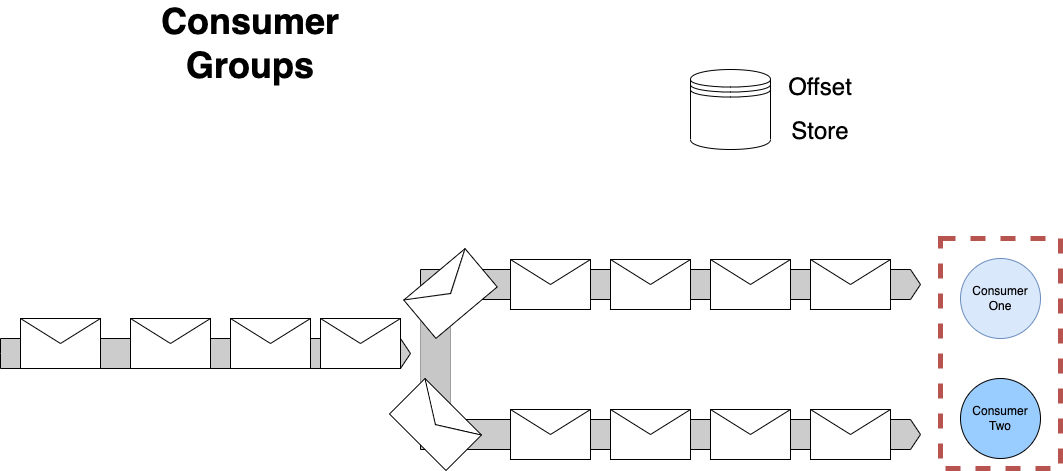 Consumer
Groups
Offset
Store
Consumer
One
Consumer
Two